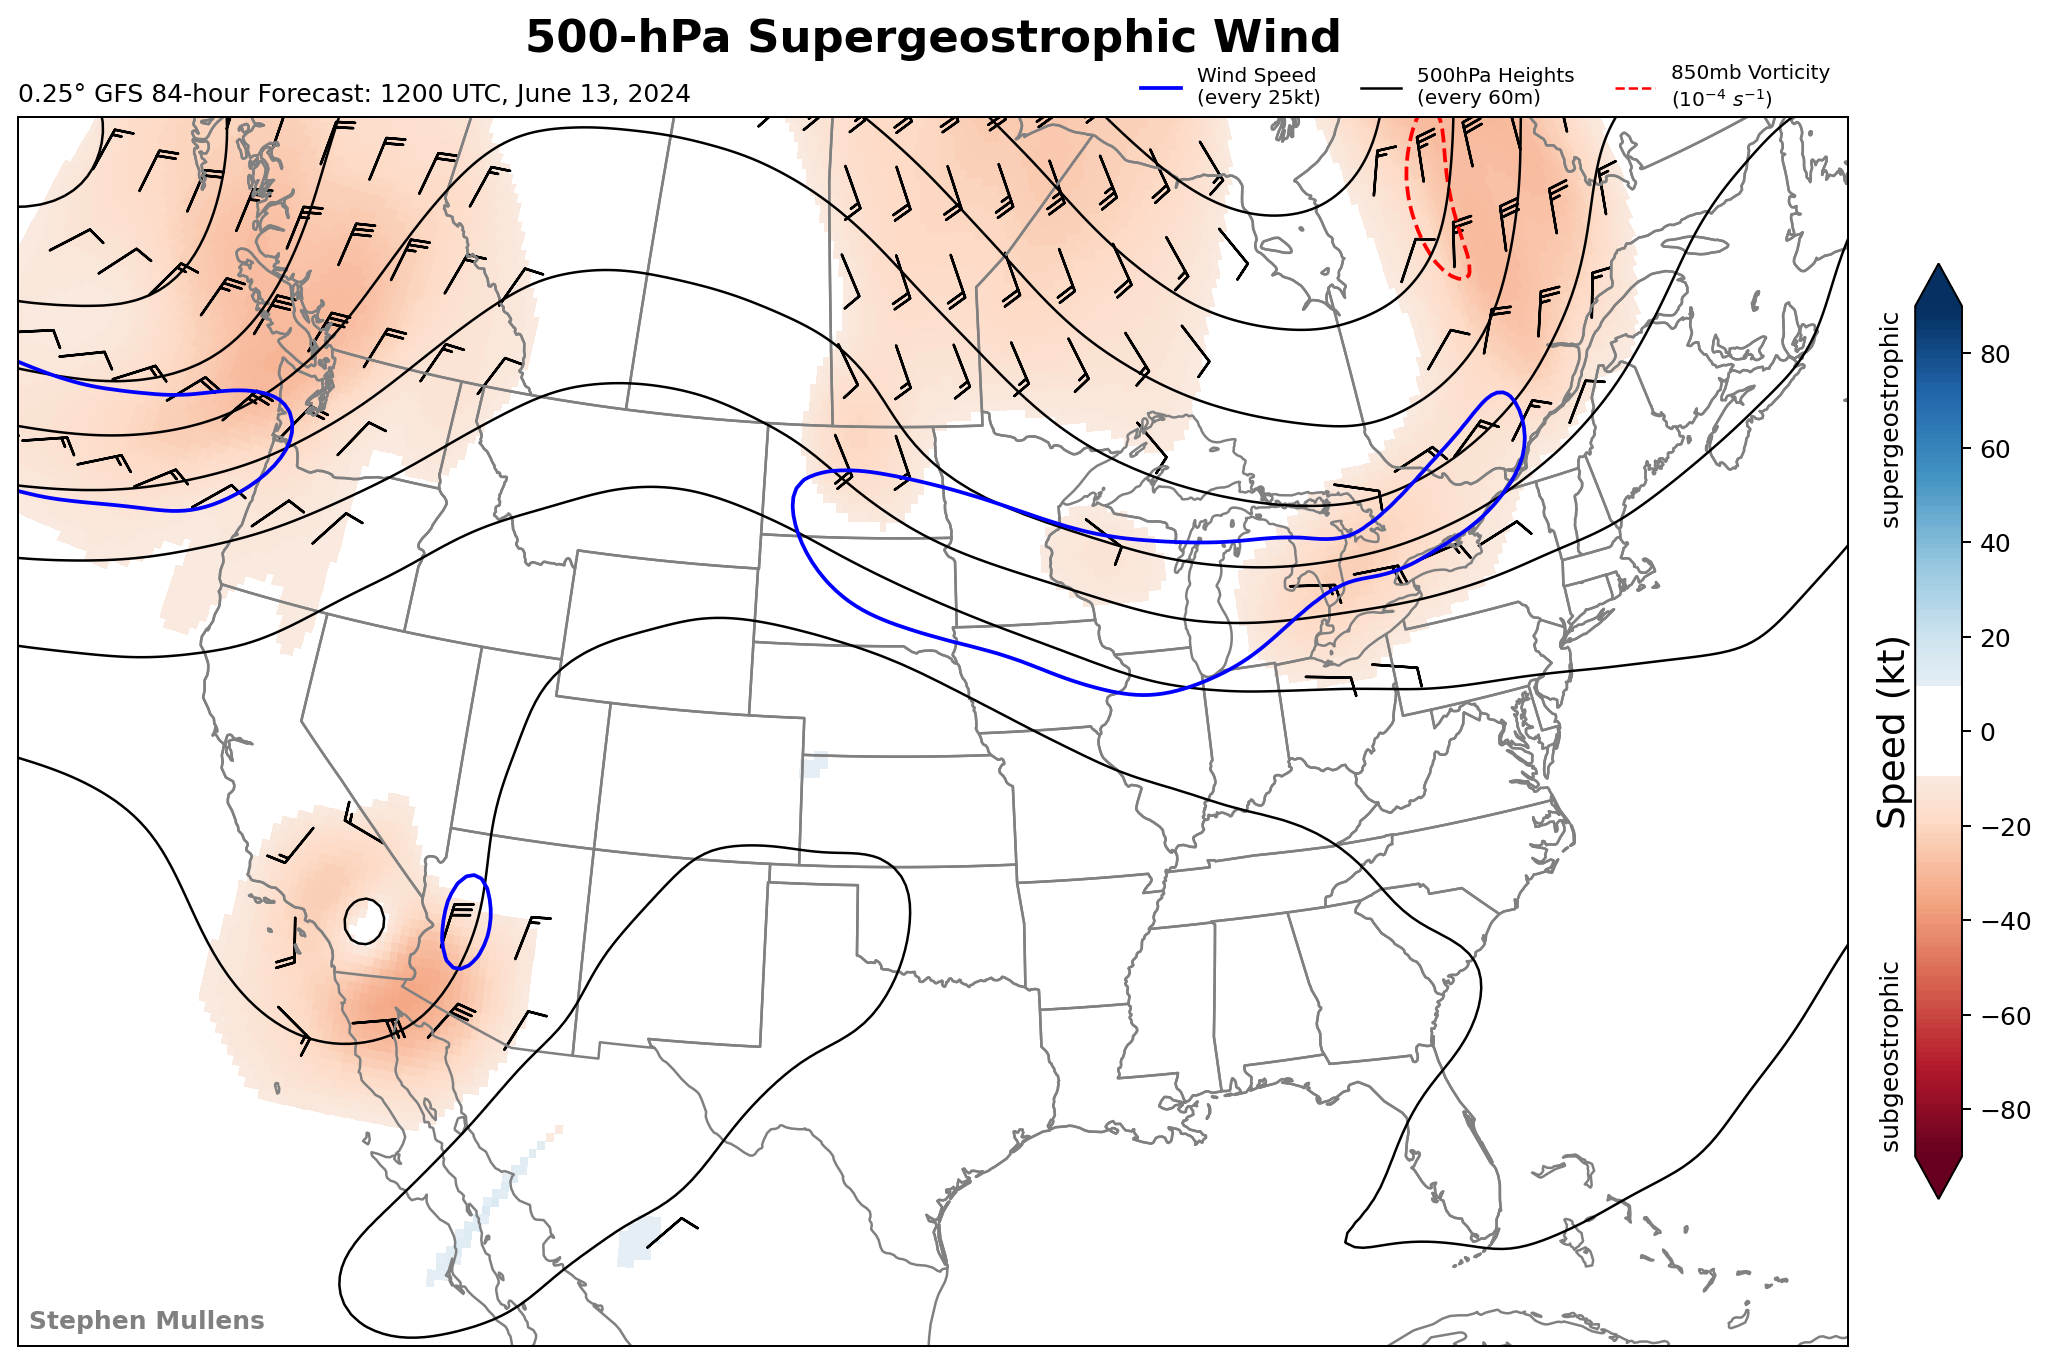 500-hPa Supergeostrophic Wind
0.25° GFS 84-hour Forecast: 1200 UTC, June 13, 2024
Wind Speed
(every 25kt)
500hPa Heights
(every 60m)
850mb Vorticity
(10⁻⁴ s⁻¹)
supergeostrophic
Speed (kt)
subgeostrophic
80
60
40
20
0
−20
−40
−60
−80
Stephen Mullens